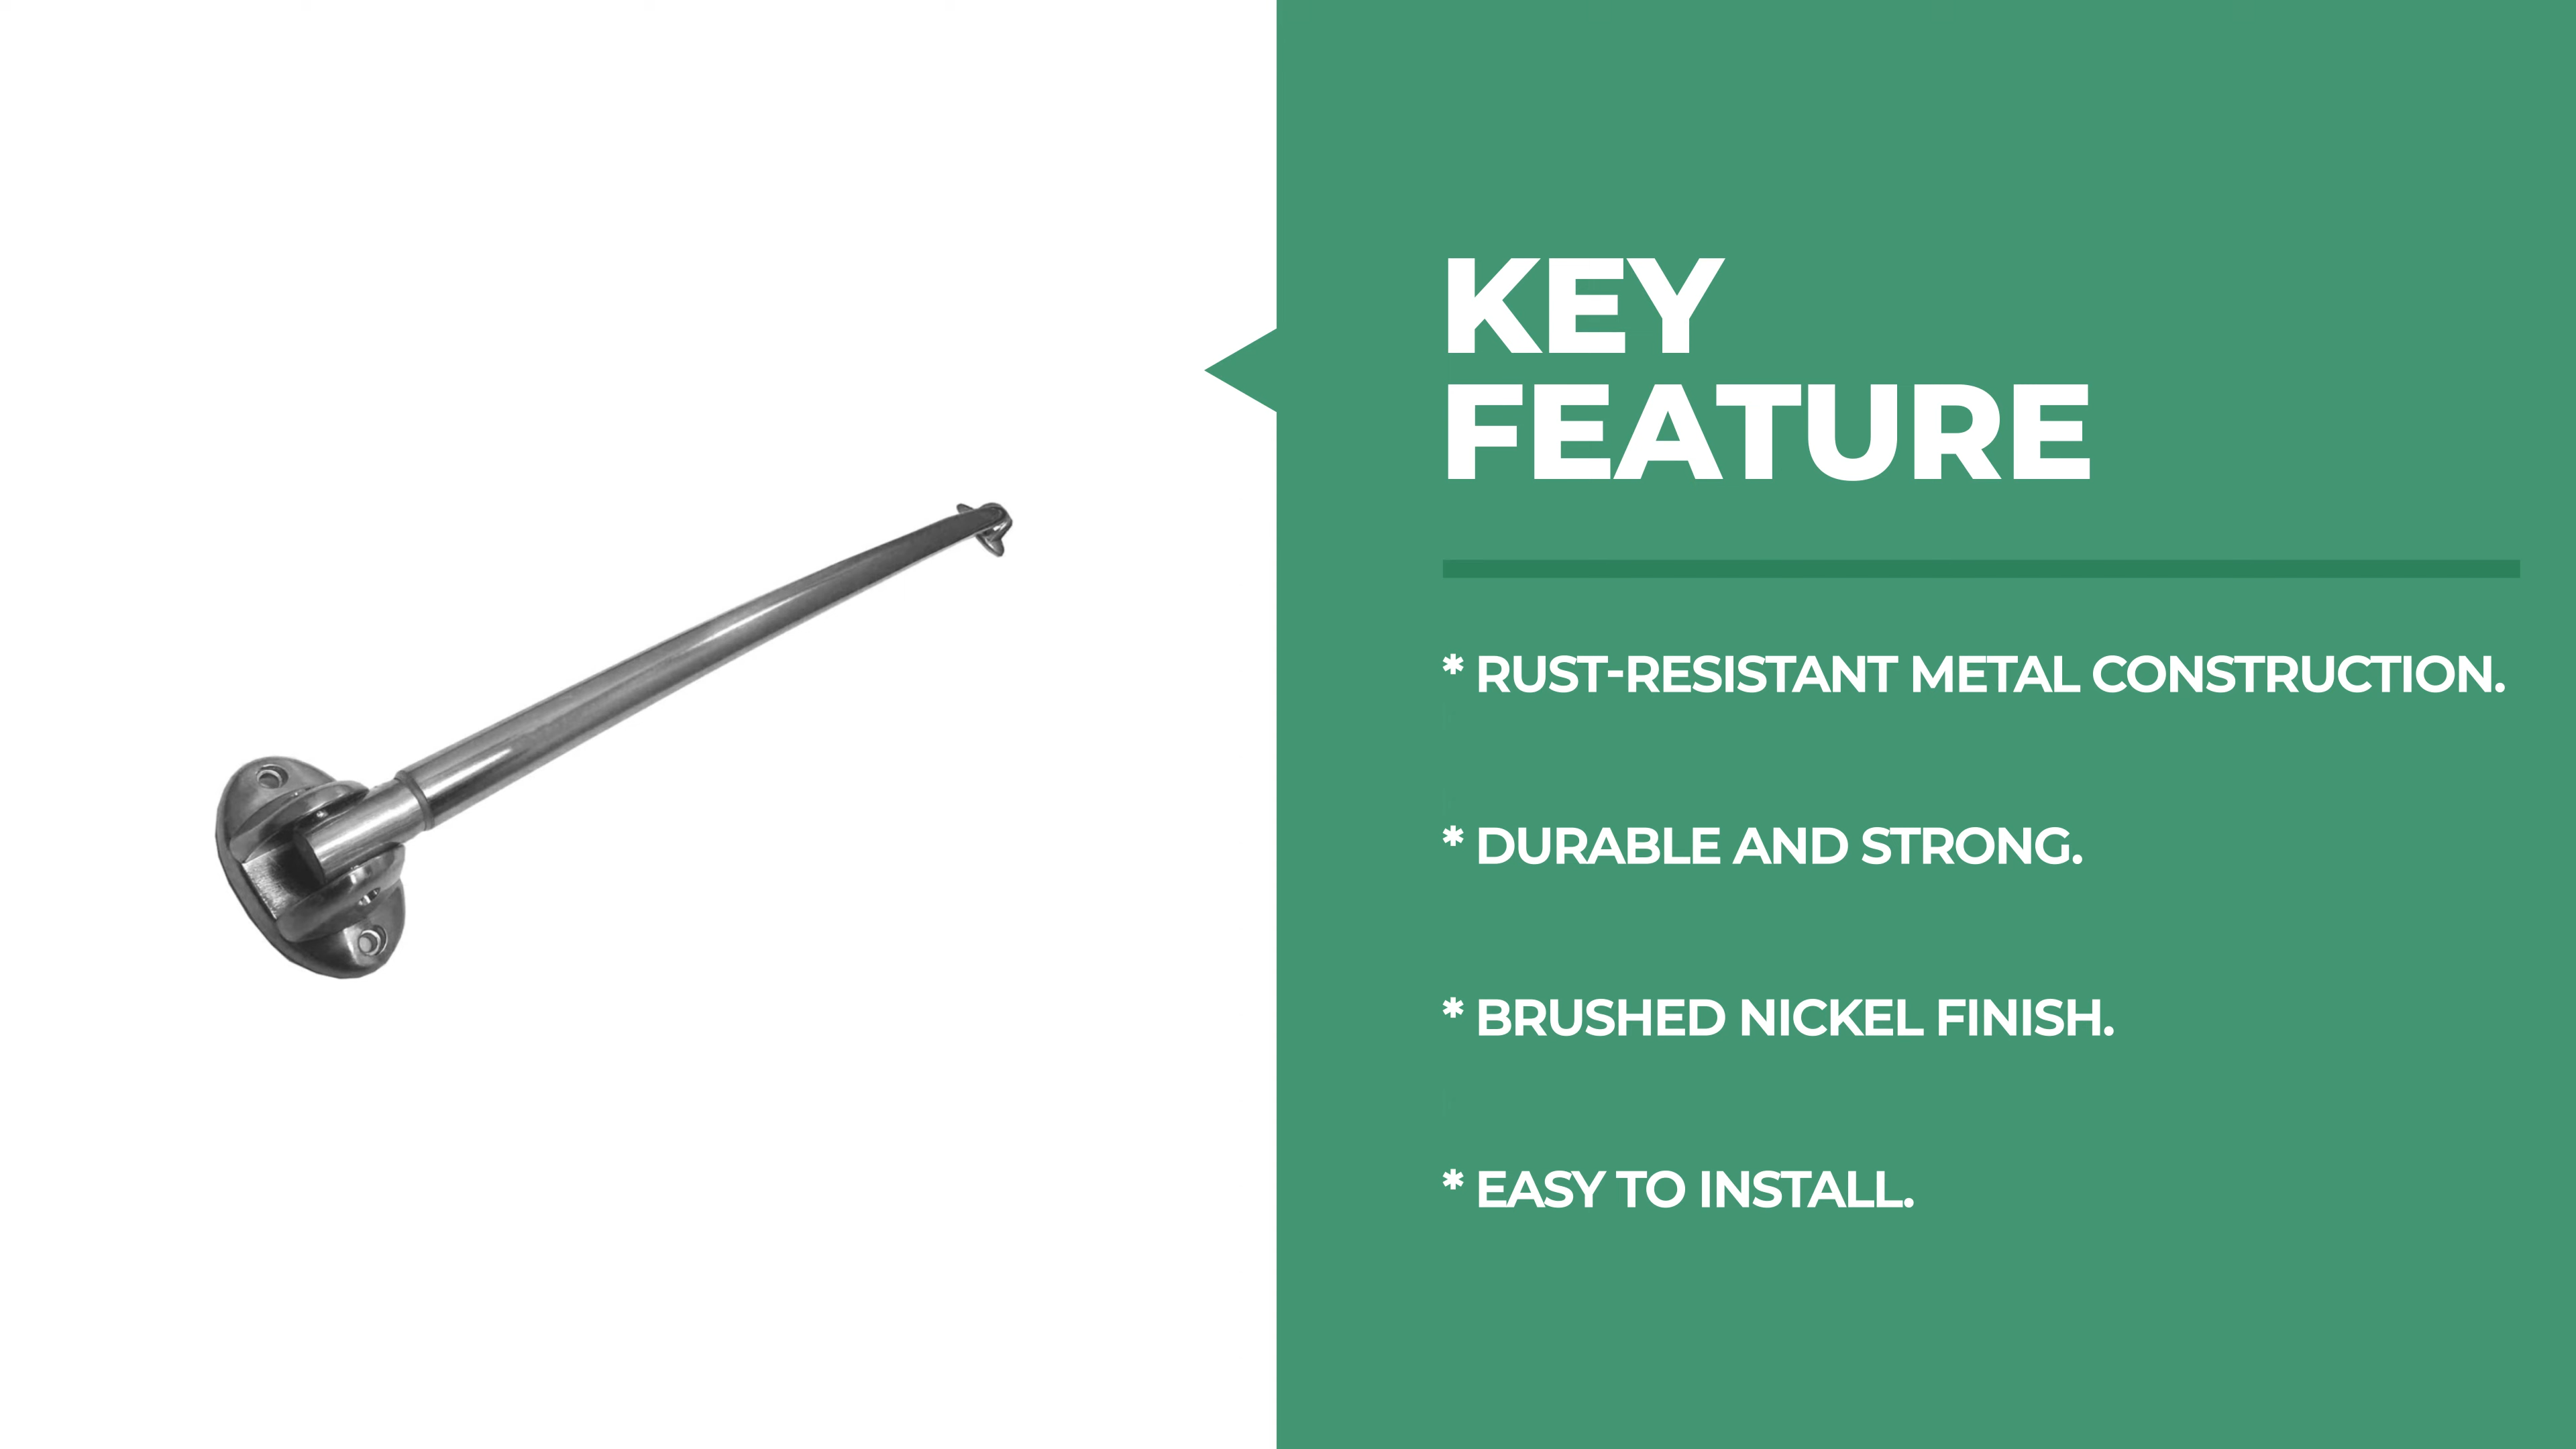 KEY
FEATURE
* RUST-RESISTANT METAL CONSTRUCTION.
* DURABLE AND STRONG.
* BRUSHED NICKEL FINISH.
* EASY TO INSTALL.